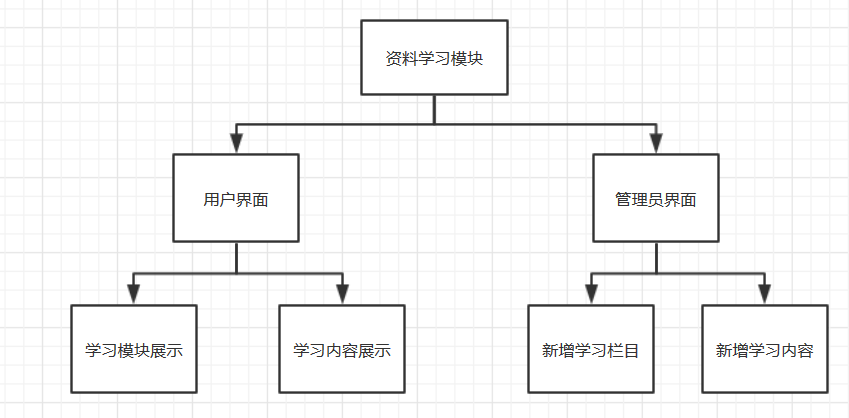 资料学习模块
用户界面
管理员界面
学习模块展示
学习内容展示
新增学习栏目
新增学习内容